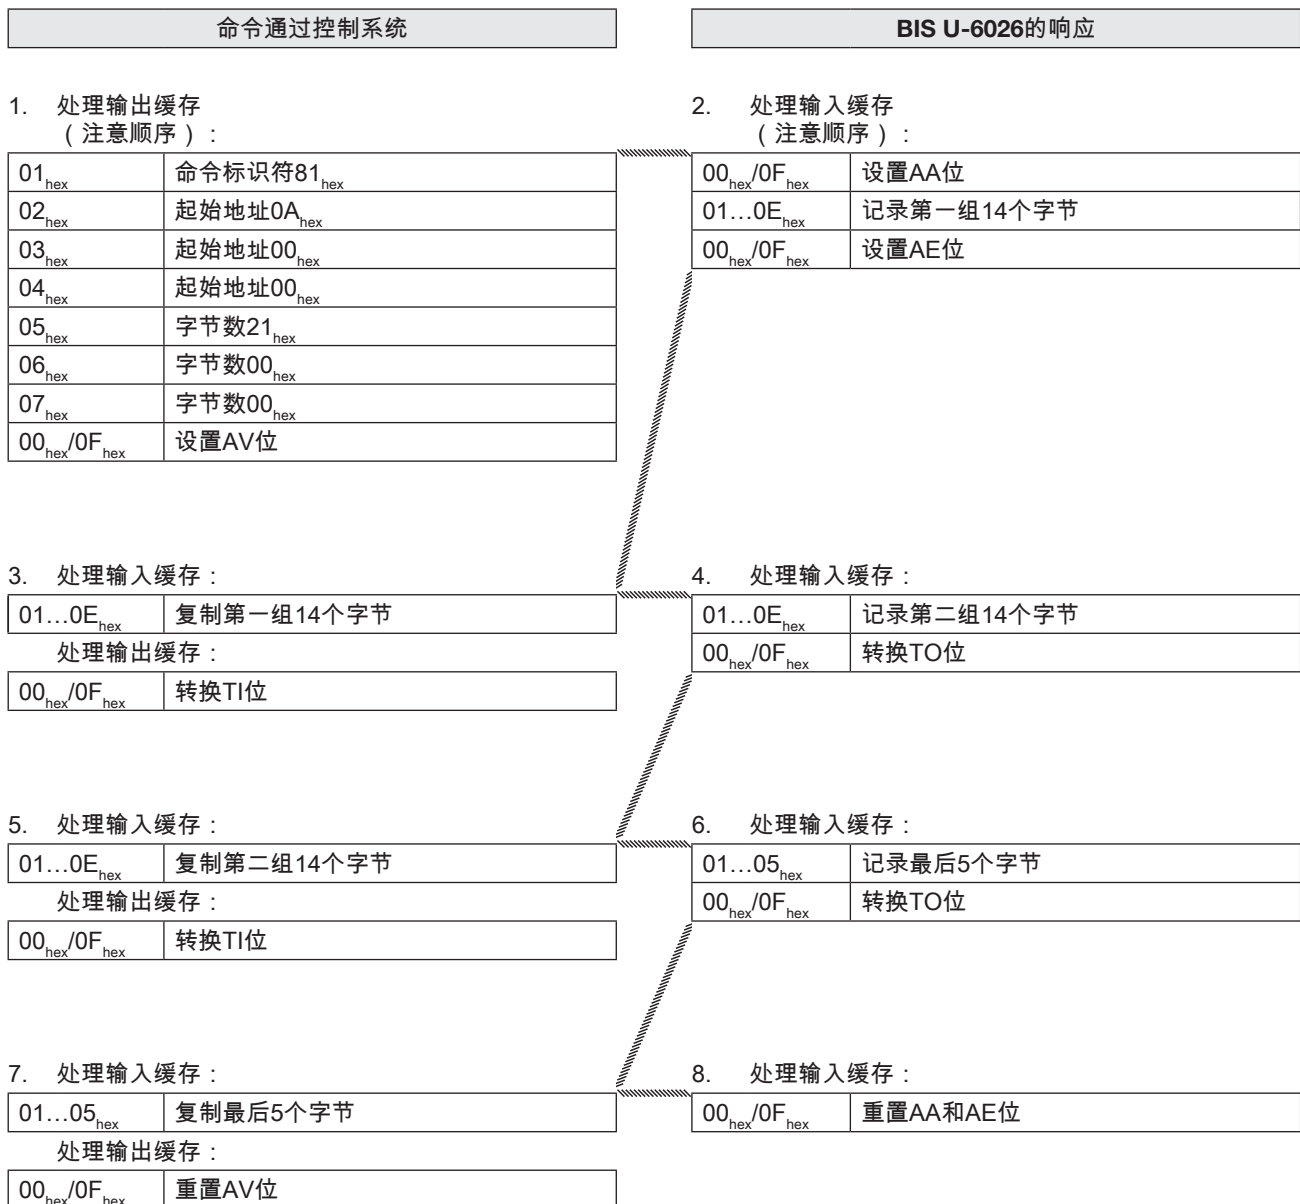 命令通过控制系统
BIS U-6026的响应
1. 处理输出缓存
（注意顺序）:
01hex 命令标识符81hex
02hex 起始地址0Ahex
03hex 起始地址00hex
04hex 起始地址00hex
05hex 字节数21hex
06hex 字节数00hex
07hex 字节数00hex
00hex/0Fhex 设置AV位
2. 处理输入缓存
（注意顺序）:
00hex/0Fhex 设置AA位
01…0Ehex 记录第一组14个字节
00hex/0Fhex 设置AE位
3. 处理输入缓存:
01…0Ehex 复制第一组14个字节
处理输出缓存:
00hex/0Fhex 转换TI位
4. 处理输入缓存:
01…0Ehex 记录第二组14个字节
00hex/0Fhex 转换TO位
5. 处理输入缓存:
01…0Ehex 复制第二组14个字节
处理输出缓存:
00hex/0Fhex 转换TI位
6. 处理输入缓存:
01…05hex 记录最后5个字节
00hex/0Fhex 转换TO位
7. 处理输入缓存:
01…05hex 复制最后5个字节
处理输出缓存:
00hex/0Fhex 重置AV位
8. 处理输入缓存:
00hex/0Fhex 重置AA和AE位